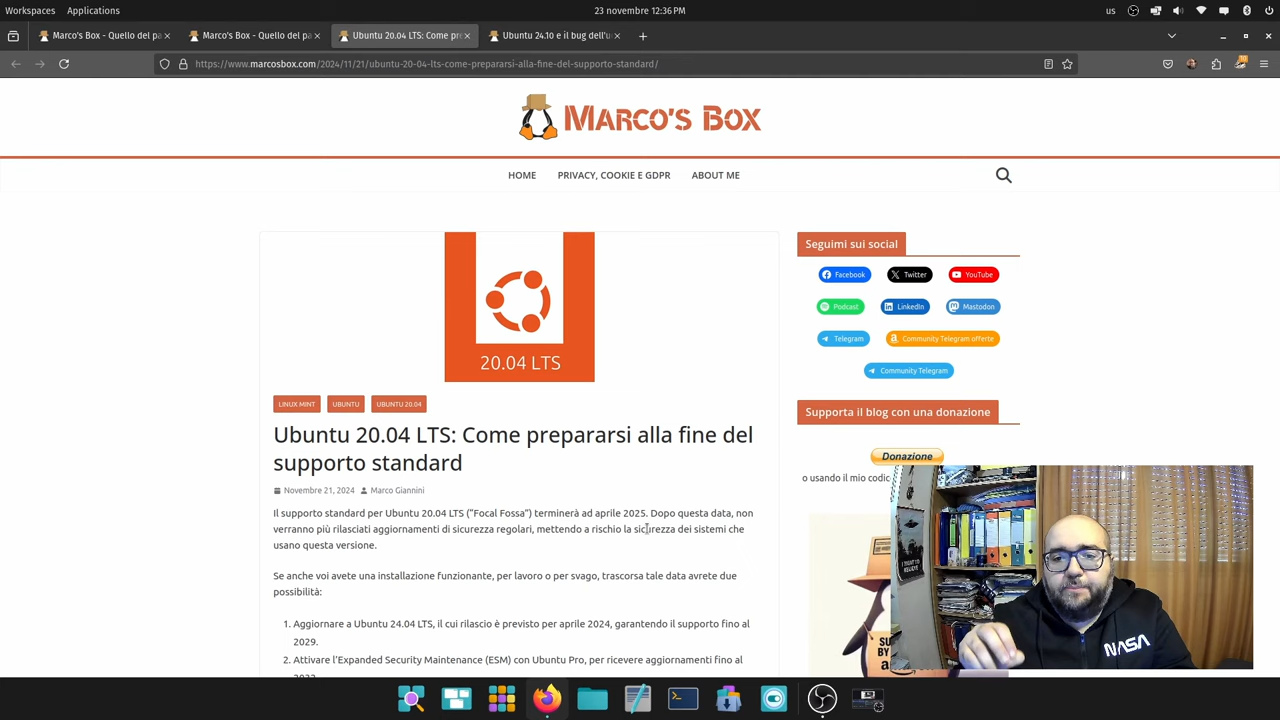 Workspaces Applications 23 novembre 12:36 PM us
Marco's Box - Quello del pa
Marco's Box - Quello del pa
Ubuntu 20.04 LTS: Come pre
Ubuntu 24.10 e il bug dell'u
https://www.marcosbox.com/2024/11/21/ubuntu-20-04-lts-come-prepararsi-alla-fine-del-supporto-standard/
MARCO'S BOX
HOME PRIVACY, COOKIE E GDPR ABOUT ME
20.04 LTS
LINUX MINT UBUNTU UBUNTU 20.04
Ubuntu 20.04 LTS: Come prepararsi alla fine del
supporto standard
Novembre 21, 2024 Marco Giannini
Il supporto standard per Ubuntu 20.04 LTS ("Focal Fossa") terminerà ad aprile 2025. Dopo questa data, non
verranno più rilasciati aggiornamenti di sicurezza regolari, mettendo a rischio la sicurezza dei sistemi che
usano questa versione.
Se anche voi avete una installazione funzionante, per lavoro o per svago, trascorsa tale data avrete due
possibilità:
1. Aggiornare a Ubuntu 24.04 LTS, il cui rilascio è previsto per aprile 2024, garantendo il supporto fino al
2029.
2. Attivare l'Expanded Security Maintenance (ESM) con Ubuntu Pro, per ricevere aggiornamenti fino al
Seguimi sui social
Facebook Twitter YouTube
Podcast LinkedIn Mastodon
Telegram Community Telegram offerte
Community Telegram
Supporta il blog con una donazione
Donazione
o usando il mio codic
SU
BY
a
NASA